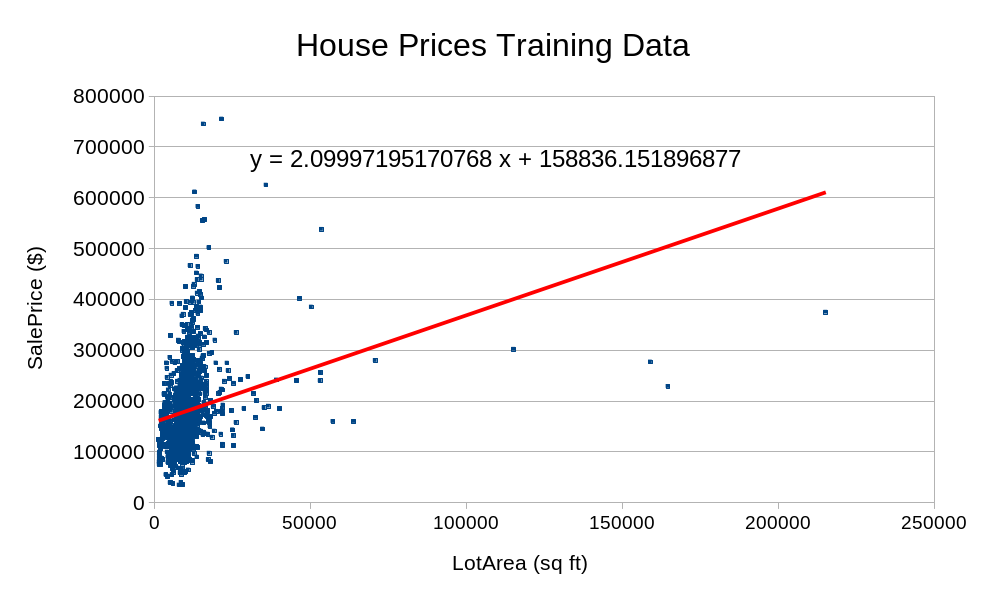 House Prices Training Data
800000
700000
y = 2.09997195170768 x + 158836.151896877
600000
500000
SalePrice ($)
400000
300000
200000
100000
0
0 50000 100000 150000 200000 250000
LotArea (sq ft)